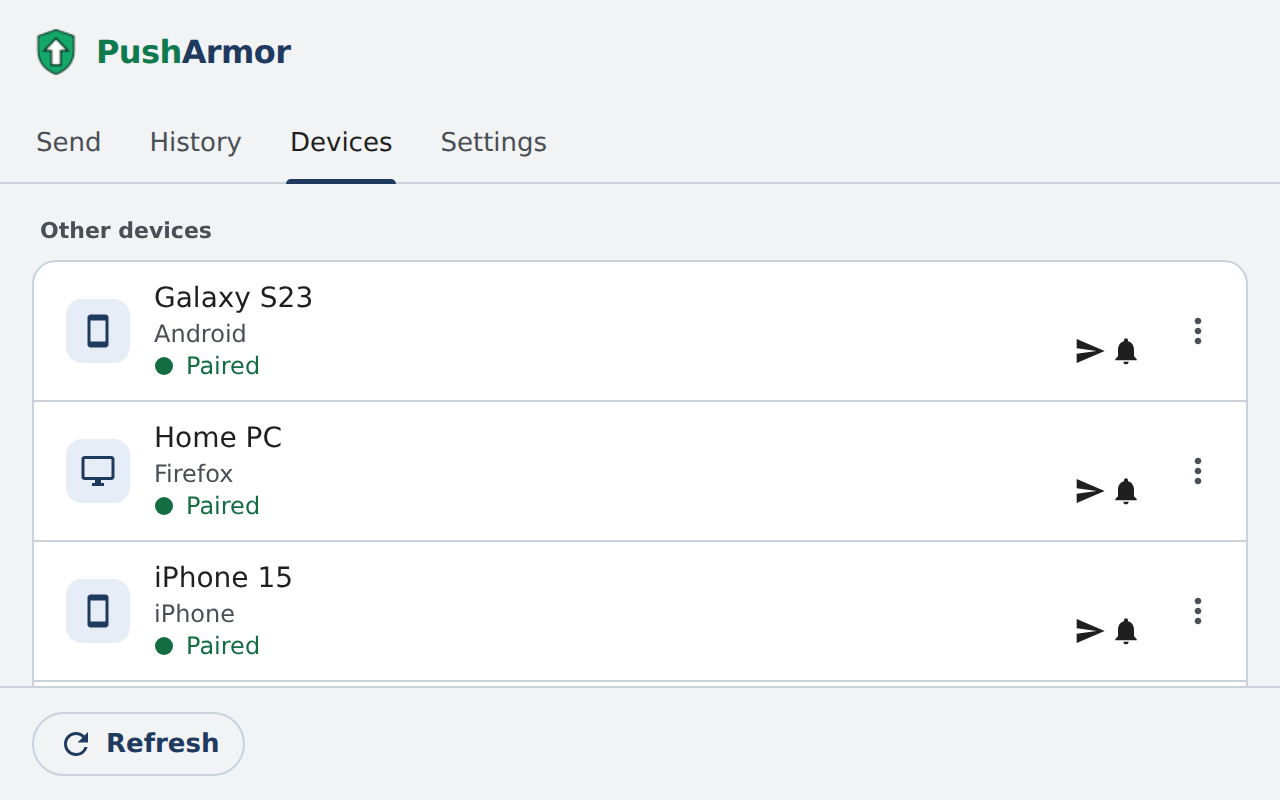 PushArmor
Send History Devices Settings
Other devices
Galaxy S23
Android
Paired
Home PC
Firefox
Paired
iPhone 15
iPhone
Paired
Refresh